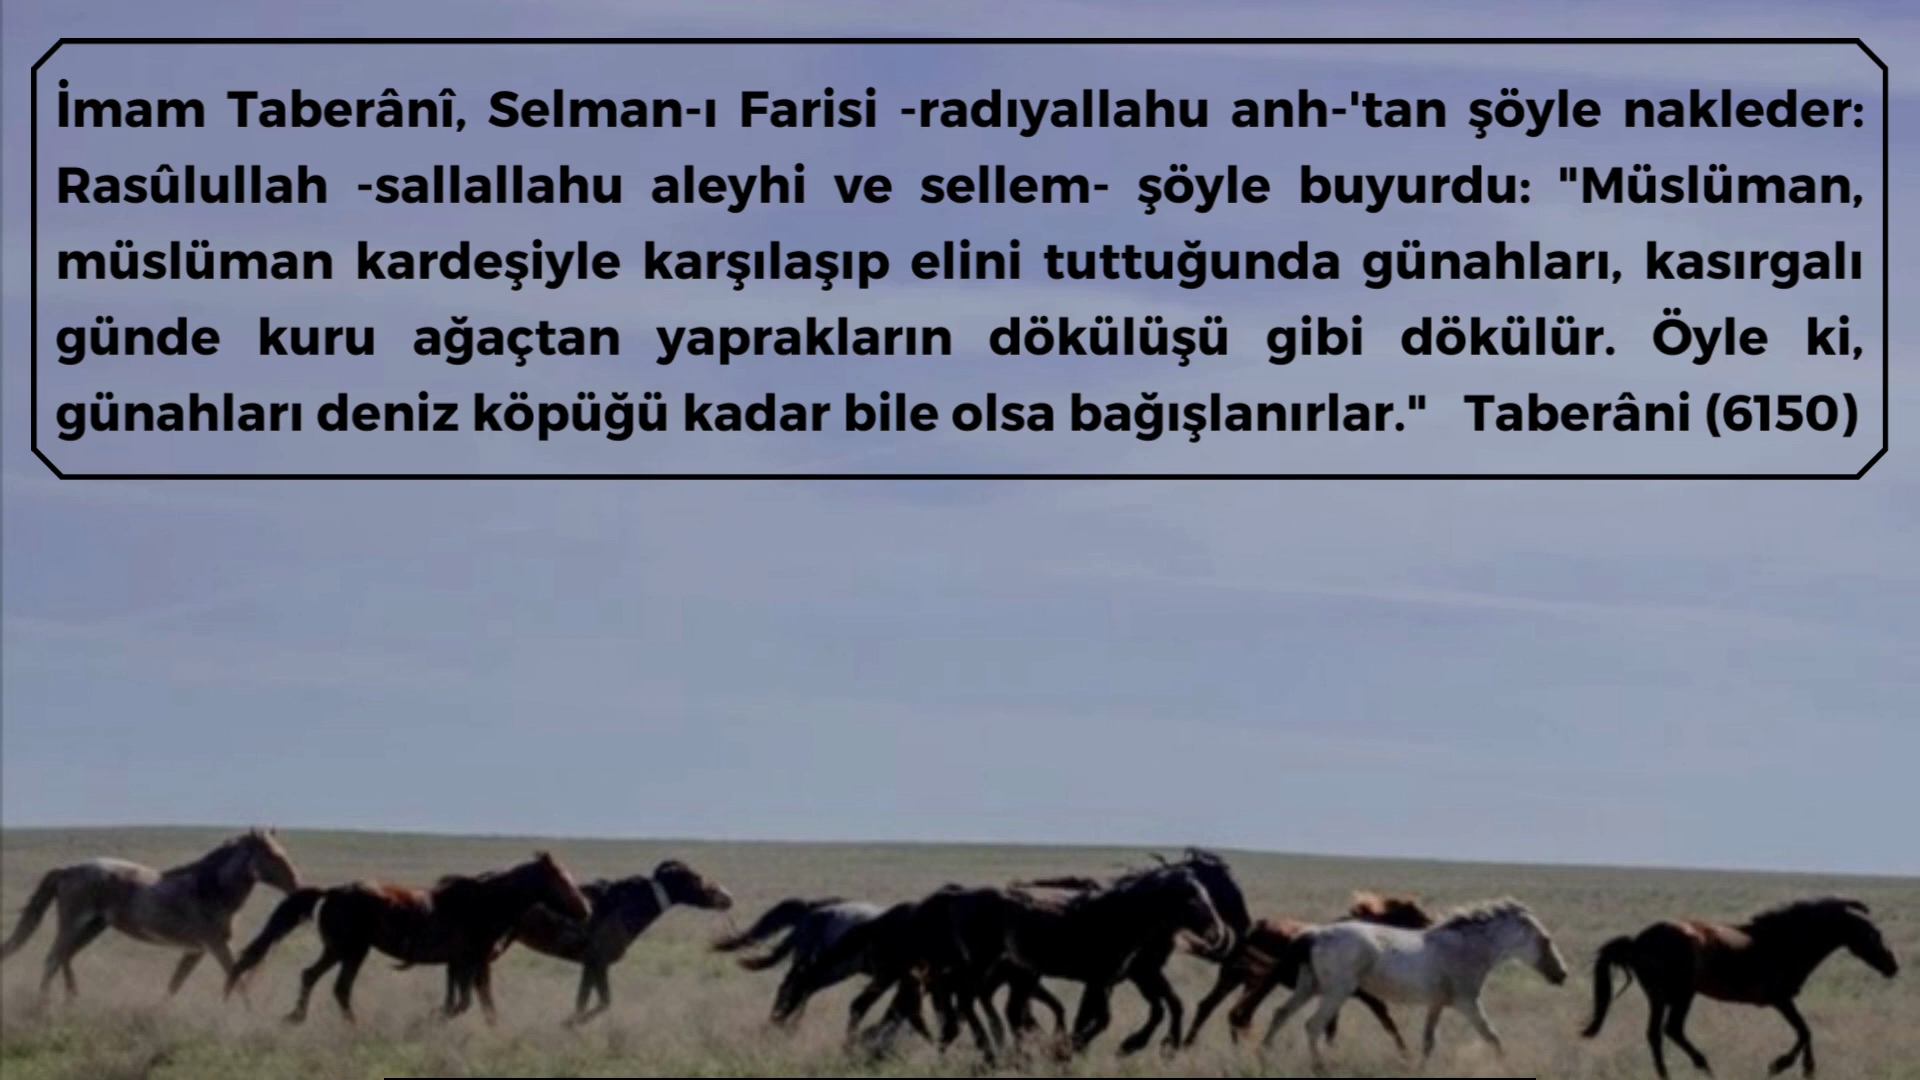 İmam Taberânî, Selman-ı Farisi -radıyallahu anh-'tan şöyle nakleder:
Rasûlullah -sallallahu aleyhi ve sellem- şöyle buyurdu: "Müslüman,
müslüman kardeşiyle karşılaşıp elini tuttuğunda günahları, kasırgalı
günde kuru ağaçtan yaprakların dökülüşü gibi dökülür. Öyle ki,
günahları deniz köpüğü kadar bile olsa bağışlanırlar." Taberâni (6150)